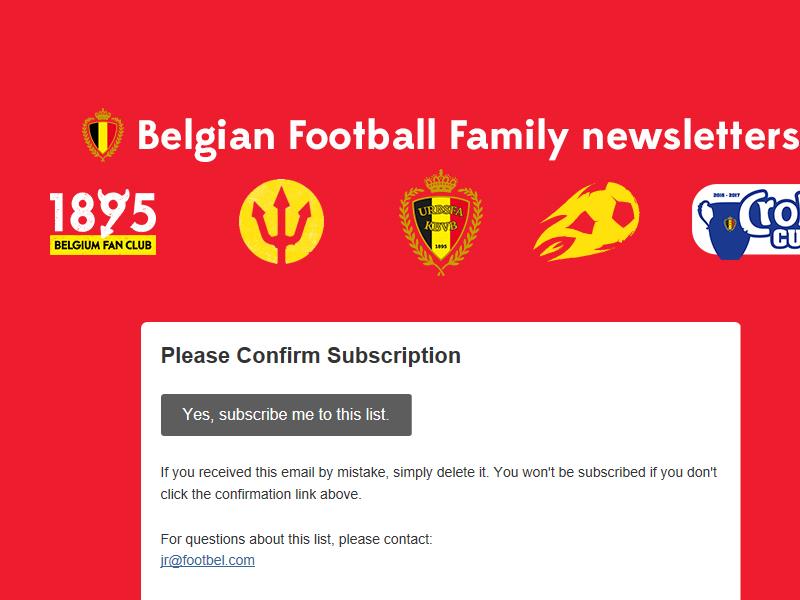 Belgian Football Family newsletters
1895
BELGIUM FAN CLUB
URBSFA
KBVB
1895
2016 - 2017
CU
Please Confirm Subscription
Yes, subscribe me to this list.
If you received this email by mistake, simply delete it. You won't be subscribed if you don't
click the confirmation link above.
For questions about this list, please contact:
jr@footbel.com